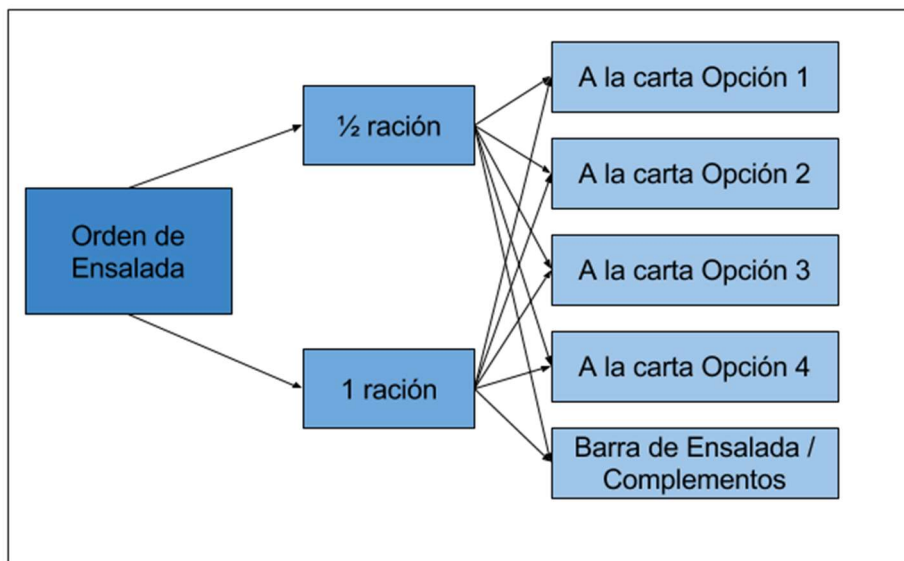 Orden de
Ensalada
½ ración
1 ración
A la carta Opción 1
A la carta Opción 2
A la carta Opción 3
A la carta Opción 4
Barra de Ensalada /
Complementos